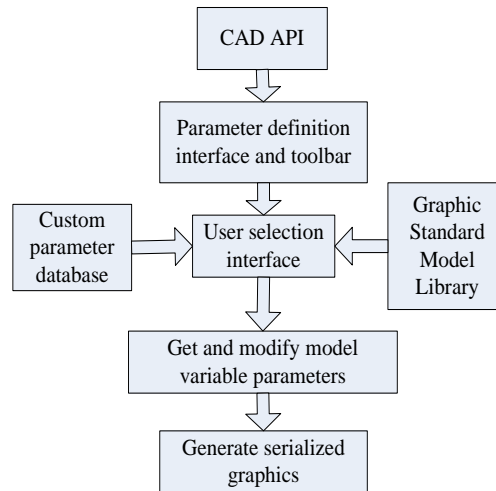 CAD API
Parameter definition
interface and toolbar
Custom
parameter
database
User selection
interface
Graphic
Standard
Model
Library
Get and modify model
variable parameters
Generate serialized
graphics